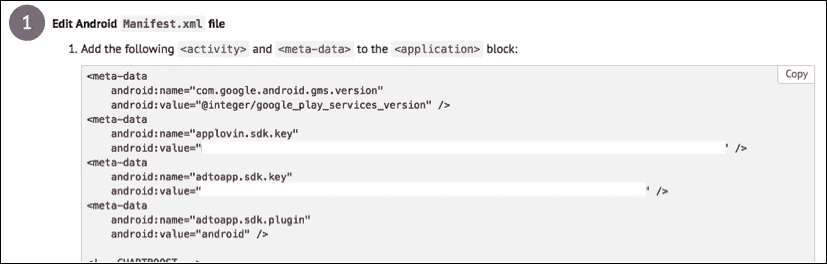 1 Edit Android Manifest.xml file
1. Add the following <activity> and <meta-data> to the <application> block:
Copy
<meta-data
android:name="com.google.android.gms.version"
android:value="@integer/google_play_services_version" />
<meta-data
android:name="applovin.sdk.key"
android:value=" ' />
<meta-data
android:name="adtoapp.sdk.key"
android:value=" ' />
<meta-data
android:name="adtoapp.sdk.plugin"
android:value="android" />